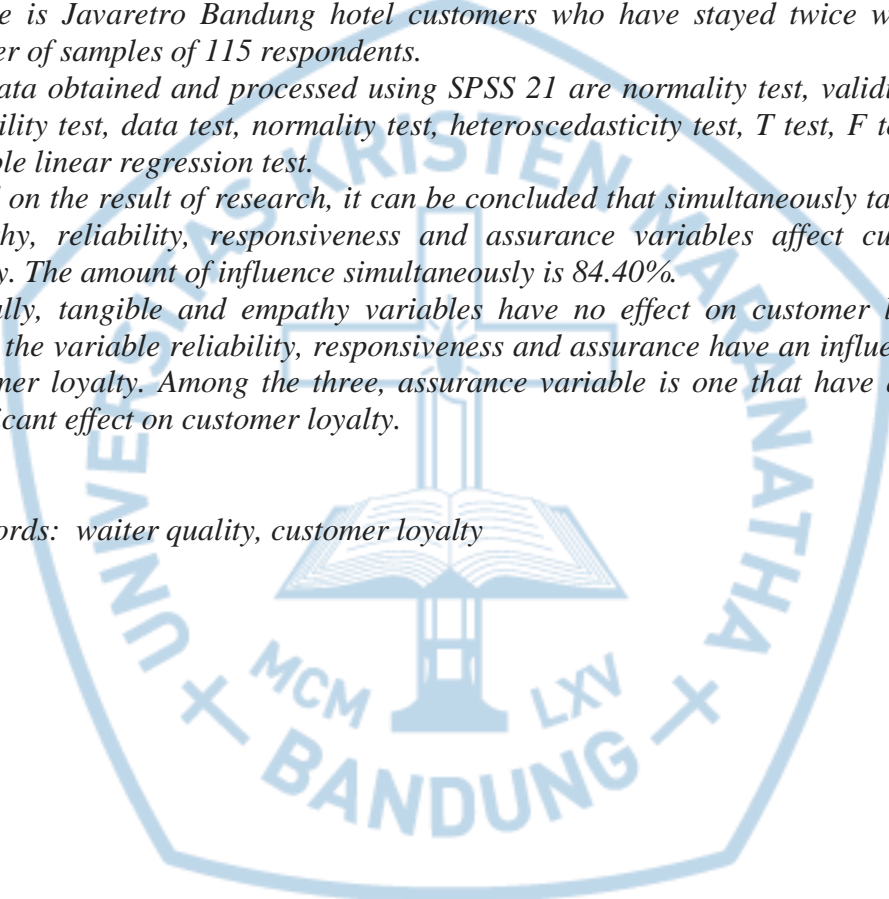 e is Javaretro Bandung hotel customers who have stayed twice w
er of samples of 115 respondents.
ata obtained and processed using SPSS 21 are normality test, validi
ility test, data test, normality test, heteroscedasticity test, T test, F te
ple linear regression test.
on the result of research, it can be concluded that simultaneously ta
hy, reliability, responsiveness and assurance variables affect cu
y. The amount of influence simultaneously is 84.40%.
ally, tangible and empathy variables have no effect on customer l
the variable reliability, responsiveness and assurance have an influe
mer loyalty. Among the three, assurance variable is one that have
icant effect on customer loyalty.
ords: waiter quality, customer loyalty
UNIVERSITAS KRISTEN MARANATHA
MCM LXV
BANDUNG